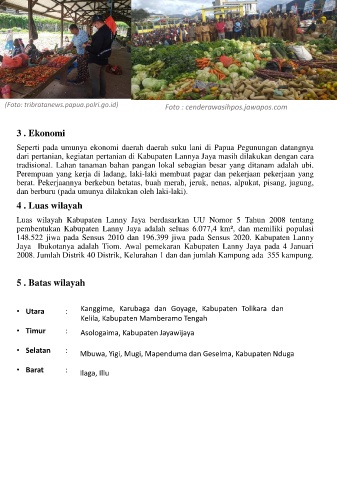 (Foto: tribratanews.papua.polri.go.id)
Foto : cenderawasihpos.jawapos.com
3 . Ekonomi
Seperti pada umunya ekonomi daerah daerah suku lani di Papua Pegunungan datangnya
dari pertanian, kegiatan pertanian di Kabupaten Lannya Jaya masih dilakukan dengan cara
tradisional. Lahan tanaman bahan pangan lokal sebagian besar yang ditanam adalah ubi.
Perempuan yang kerja di ladang, laki-laki membuat pagar dan pekerjaan pekerjaan yang
berat. Pekerjaannya berkebun betatas, buah merah, jeruk, nenas, alpukat, pisang, jagung,
dan berburu (pada umunya dilakukan oleh laki-laki).
4 . Luas wilayah
Luas wilayah Kabupaten Lanny Jaya berdasarkan UU Nomor 5 Tahun 2008 tentang
pembentukan Kabupaten Lany Jaya adalah seluas 6.077,4 km², dan memiliki populasi
148.522 jiwa pada Sensus 2010 dan 196.399 jiwa pada Sensus 2020. Kabupaten Lanny
Jaya Ibukotanya adalah Tiom. Awal pemekaran Kabupaten Lanny Jaya pada 4 Januari
2008. Jumlah Distrik 40 Distrik, Kelurahan 1 dan dan jumlah Kampung ada 355 kampung.
5 . Batas wilayah
• Utara : Kanggime, Karubaga dan Goyage, Kabupaten Tolikara dan
Kelila, Kabupaten Mamberamo Tengah
• Timur : Asologaima, Kabupaten Jayawijaya
• Selatan : Mbuwa, Yigi, Mugi, Mapenduma dan Geselma, Kabupaten Nduga
• Barat : Ilaga, Illu